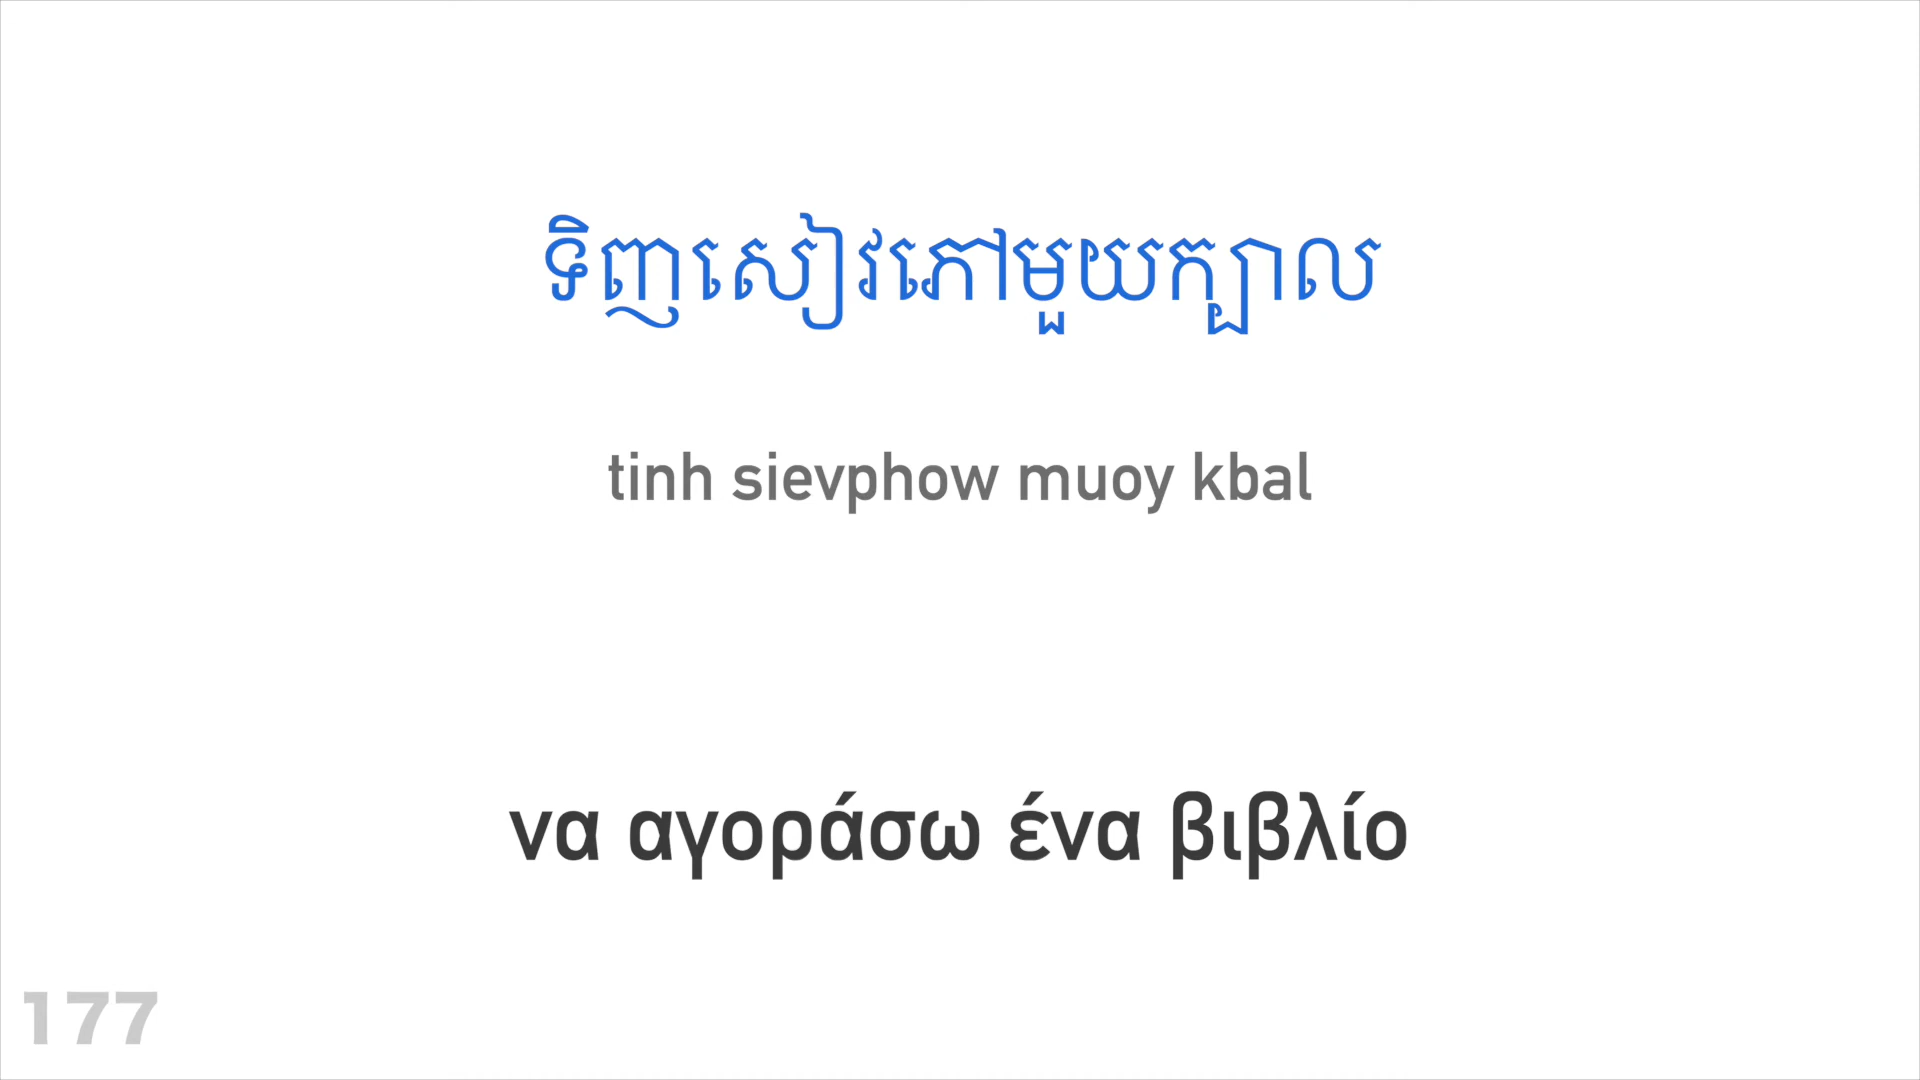 ទិញសៀវភៅមួយក្បាល
tinh sievphow muoy kbal
να αγοράσω ένα βιβλίο
177